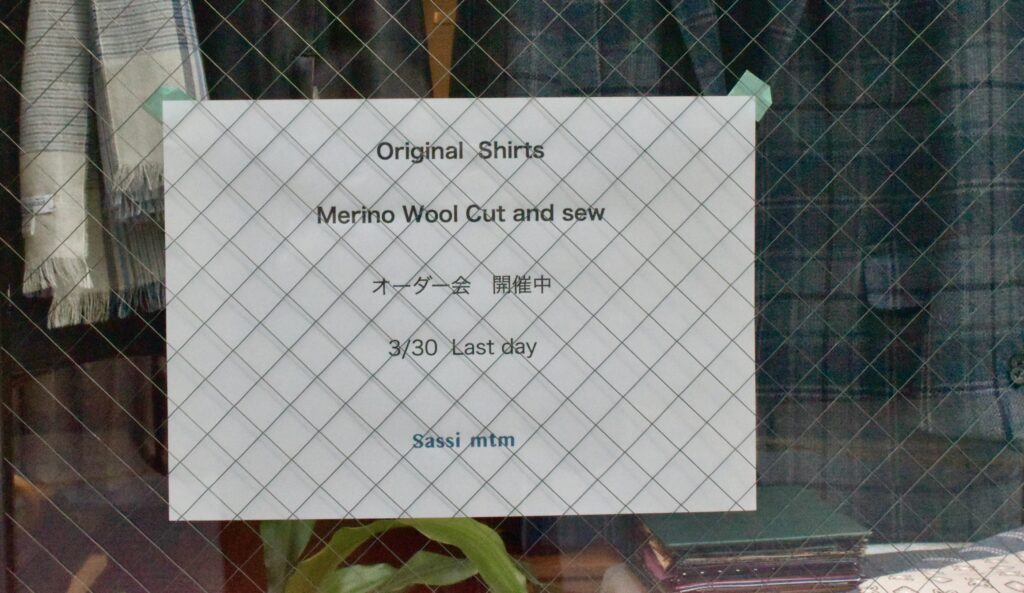 Original Shirts
Merino Wool Cut and sew
オーダー会 開催中
3/30 Last day
Sassi mtm